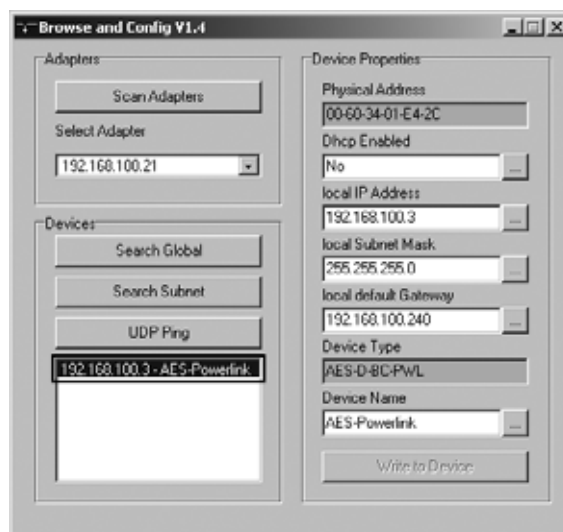 Browse and Config V1.4
Adapters
Scan Adapters
Select Adapter
192.168.100.21
Devices
Search Global
Search Subnet
UDP Ping
192.168.100.3 - AES-Powerlink
Device Properties
Physical Address
00-60-34-01-E4-2C
Dhcp Enabled
No
...
local IP Address
192.168.100.3
...
local Subnet Mask
255.255.255.0
...
local default Gateway
192.168.100.240
...
Device Type
AES-D-BC-PWL
Device Name
AES-Powerlink
...
Write to Device